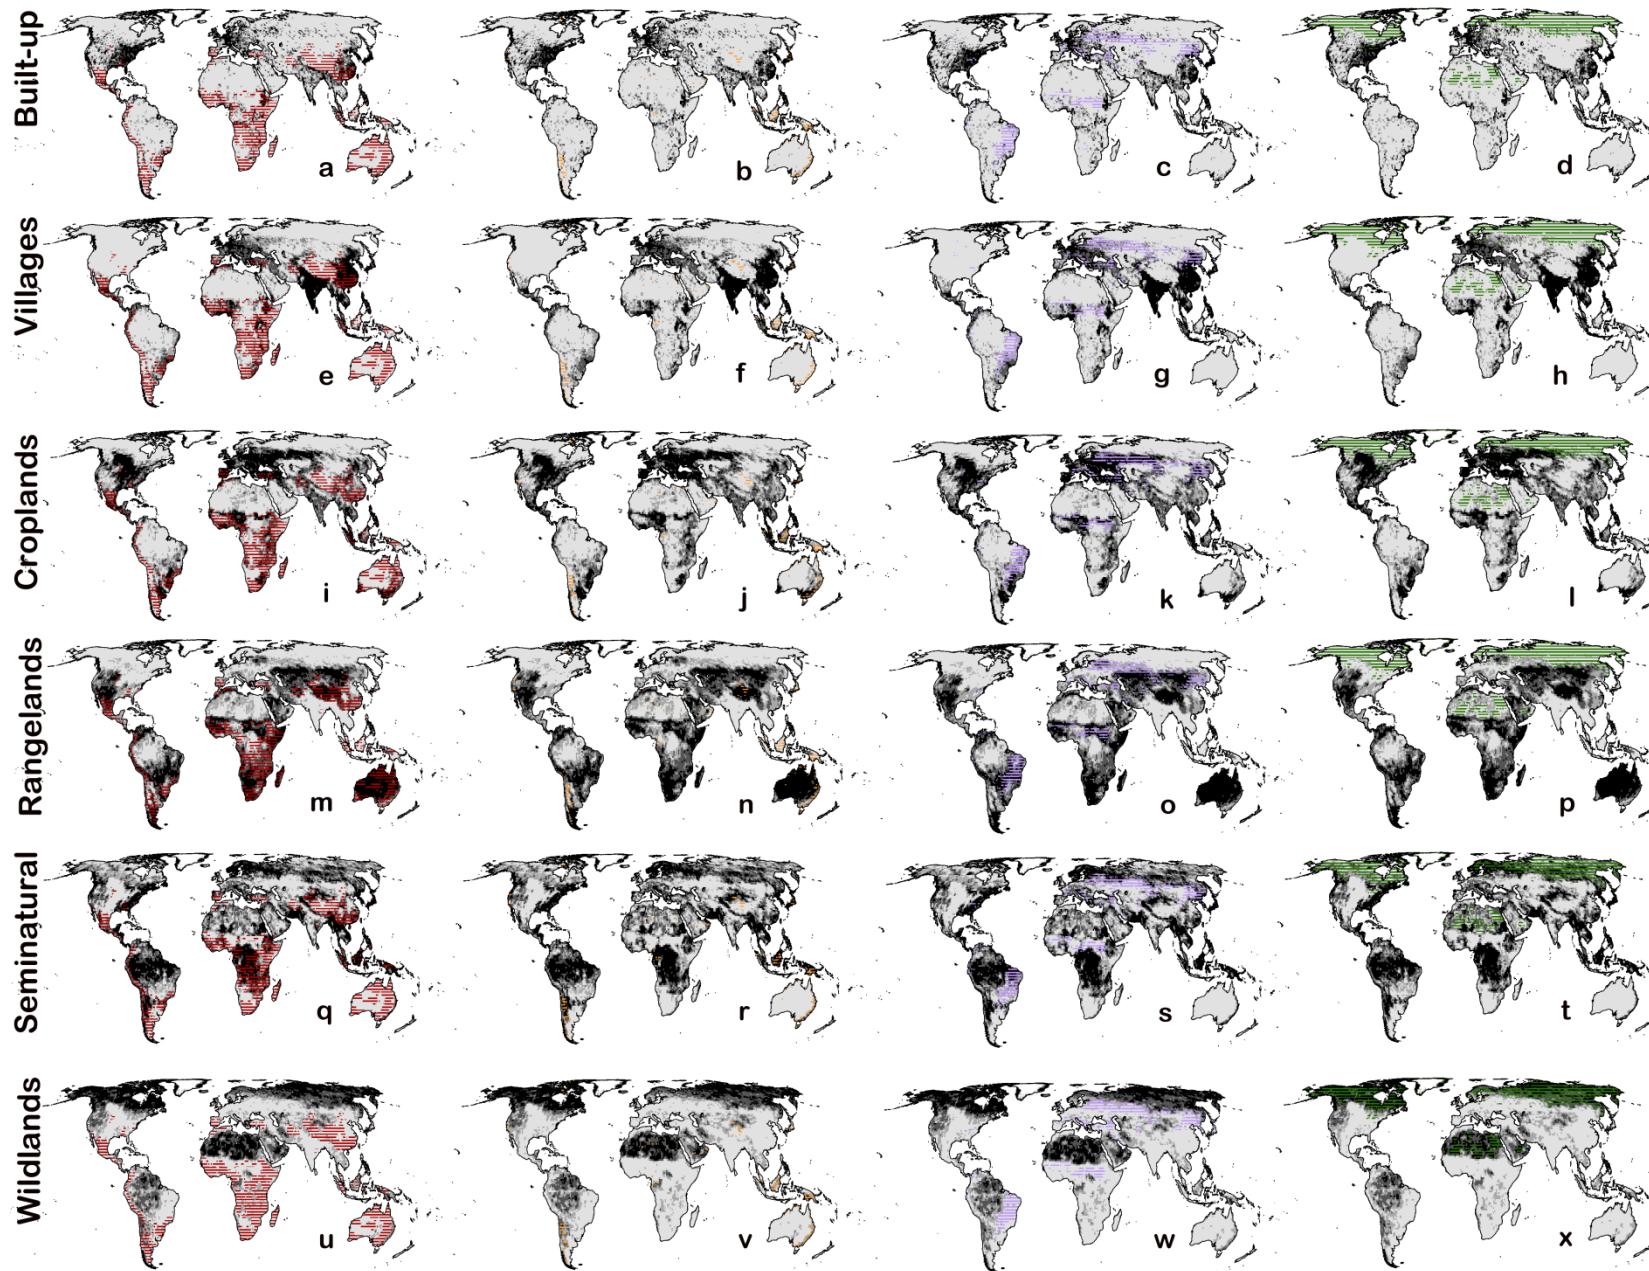 Built-up
a
b
c
d
Villages
e
f
g
h
Croplands
i
j
k
l
Rangelands
m
n
o
p
Seminatural
q
r
s
t
Wildlands
u
v
w
x